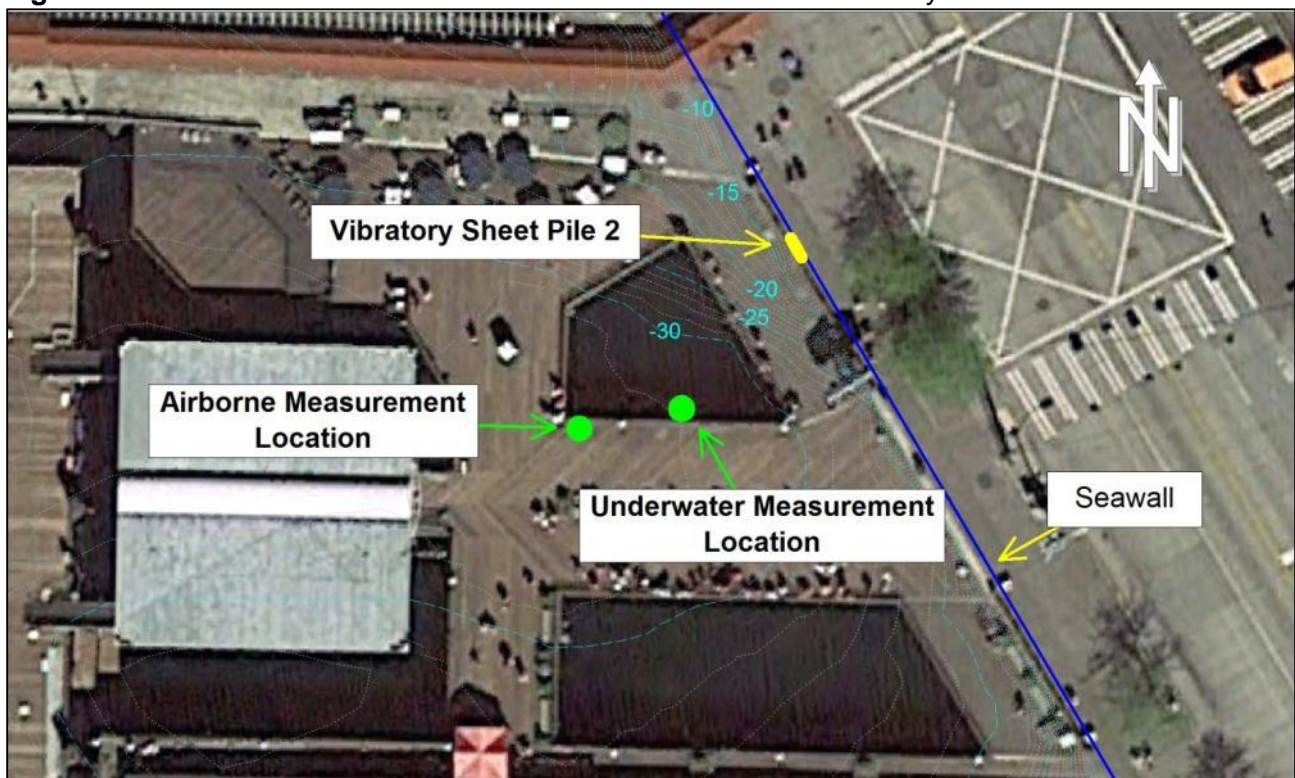 -10
-15
Vibratory Sheet Pile 2
-20
-25
-30
Airborne Measurement
Location
Underwater Measurement
Location
Seawall
N